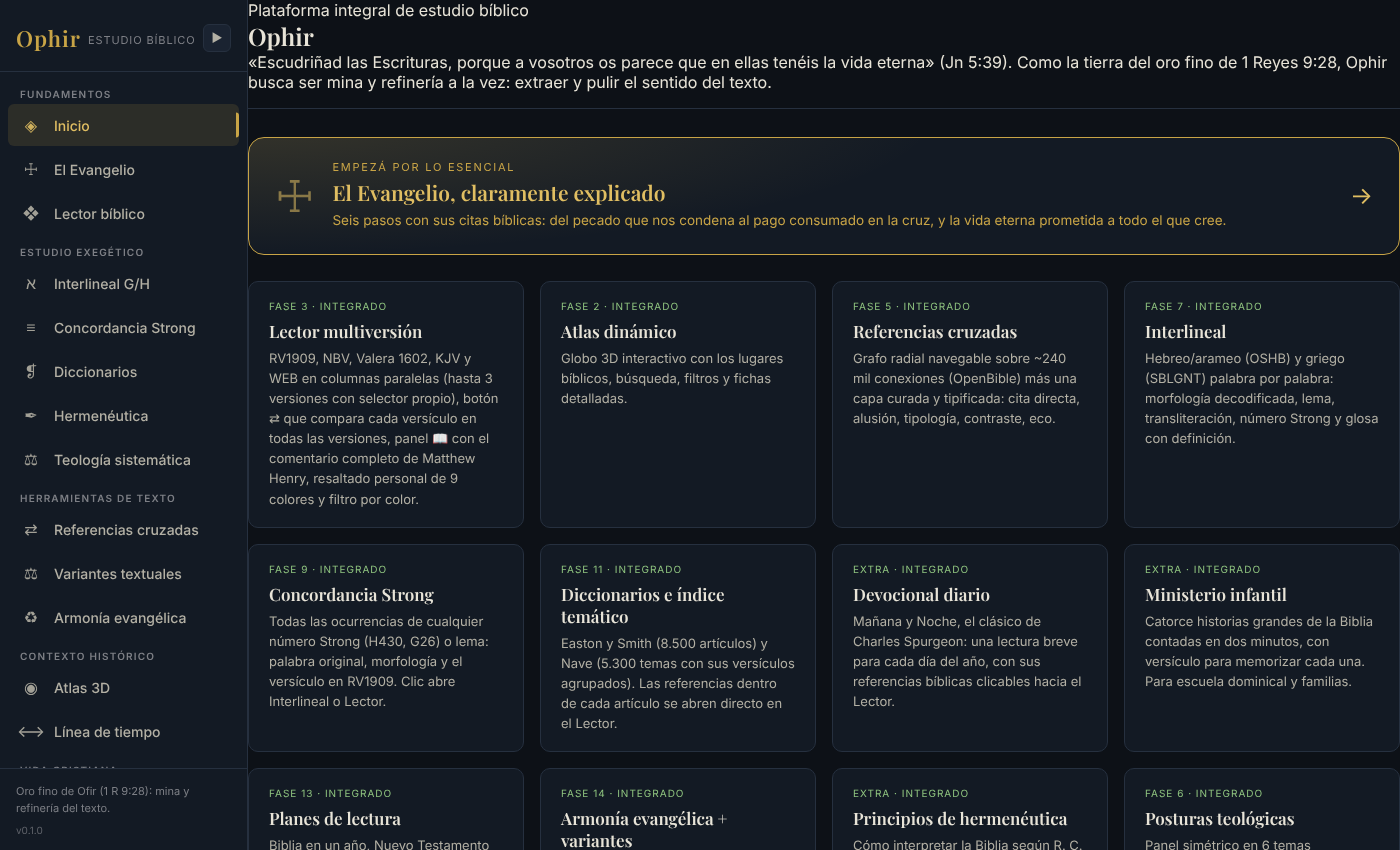 Ophir ESTUDIO BÍBLICO
FUNDAMENTOS
Inicio
El Evangelio
Lector bíblico
ESTUDIO EXEGÉTICO
Interlineal G/H
Concordancia Strong
Diccionarios
Hermenéutica
Teología sistemática
HERRAMIENTAS DE TEXTO
Referencias cruzadas
Variantes textuales
Armonía evangélica
CONTEXTO HISTÓRICO
Atlas 3D
Línea de tiempo
Oro fino de Ofir (1 R 9:28): mina y
refinería del texto.
v0.1.0
Plataforma integral de estudio bíblico
Ophir
«Escudriñad las Escrituras, porque a vosotros os parece que en ellas tenéis la vida eterna» (Jn 5:39). Como la tierra del oro fino de 1 Reyes 9:28, Ophir
busca ser mina y refinería a la vez: extraer y pulir el sentido del texto.
EMPEZÁ POR LO ESENCIAL
El Evangelio, claramente explicado
Seis pasos con sus citas bíblicas: del pecado que nos condena al pago consumado en la cruz, y la vida eterna prometida a todo el que cree.
FASE 3 · INTEGRADO
Lector multiversión
RV1909, NBV, Valera 1602, KJV y
WEB en columnas paralelas (hasta 3
versiones con selector propio), botón
⇄ que compara cada versículo en
todas las versiones, panel 📖 con el
comentario completo de Matthew
Henry, resaltado personal de 9
colores y filtro por color.
FASE 2 · INTEGRADO
Atlas dinámico
Globo 3D interactivo con los lugares
bíblicos, búsqueda, filtros y fichas
detalladas.
FASE 5 · INTEGRADO
Referencias cruzadas
Grafo radial navegable sobre ~240
mil conexiones (OpenBible) más una
capa curada y tipificada: cita directa,
alusión, tipología, contraste, eco.
FASE 7 · INTEGRADO
Interlineal
Hebreo/arameo (OSHB) y griego
(SBLGNT) palabra por palabra:
morfología decodificada, lema,
transliteración, número Strong y glosa
con definición.
FASE 9 · INTEGRADO
Concordancia Strong
Todas las ocurrencias de cualquier
número Strong (H430, G26) o lema:
palabra original, morfología y el
versículo en RV1909. Clic abre
Interlineal o Lector.
FASE 11 · INTEGRADO
Diccionarios e índice
temático
Easton y Smith (8.500 artículos) y
Nave (5.300 temas con sus versículos
agrupados). Las referencias dentro
de cada artículo se abren directo en
el Lector.
EXTRA · INTEGRADO
Devocional diario
Mañana y Noche, el clásico de
Charles Spurgeon: una lectura breve
para cada día del año, con sus
referencias bíblicas clicables hacia el
Lector.
EXTRA · INTEGRADO
Ministerio infantil
Catorce historias grandes de la Biblia
contadas en dos minutos, con
versículo para memorizar cada una.
Para escuela dominical y familias.
FASE 13 · INTEGRADO
Planes de lectura
Biblia en un año, Nuevo Testamento
FASE 14 · INTEGRADO
Armonía evangélica +
variantes
EXTRA · INTEGRADO
Principios de hermenéutica
Cómo interpretar la Biblia según R. C.
FASE 6 · INTEGRADO
Posturas teológicas
Panel simétrico en 6 temas